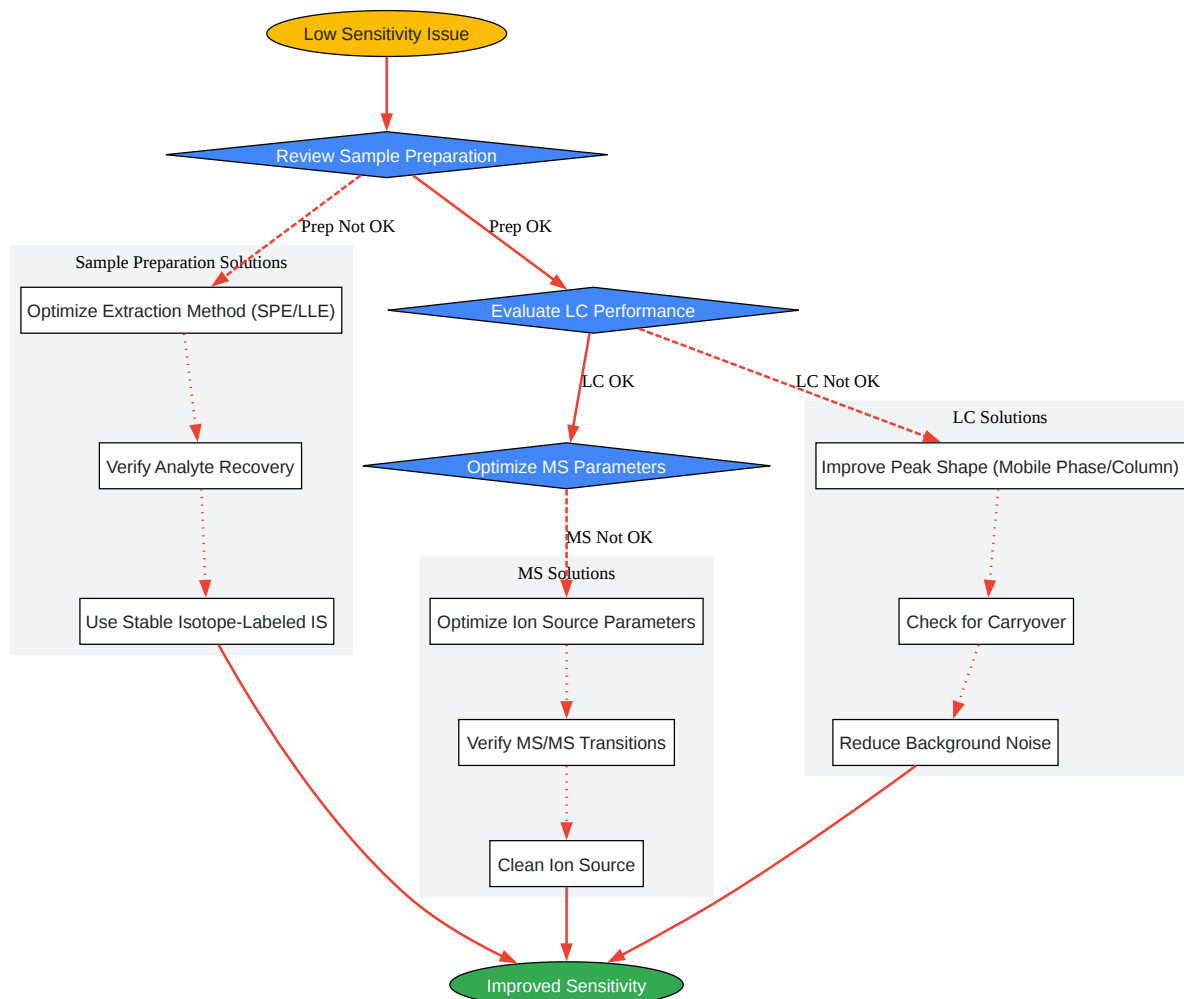 Low Sensitivity Issue
Review Sample Preparation
Prep Not OK
Prep OK
Sample Preparation Solutions
Optimize Extraction Method (SPE/LLE)
Evaluate LC Performance
LC OK
LC Not OK
LC Solutions
Verify Analyte Recovery
Optimize MS Parameters
Improve Peak Shape (Mobile Phase/Column)
MS Not OK
MS Solutions
Use Stable Isotope-Labeled IS
Optimize Ion Source Parameters
Check for Carryover
Verify MS/MS Transitions
Reduce Background Noise
Clean Ion Source
Improved Sensitivity